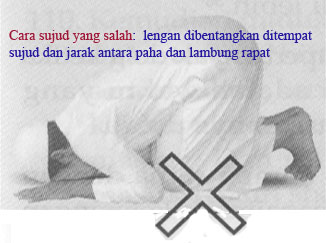 Cara sujud yang salah: lengan dibentangkan ditempat
sujud dan jarak antara paha dan lambung rapat